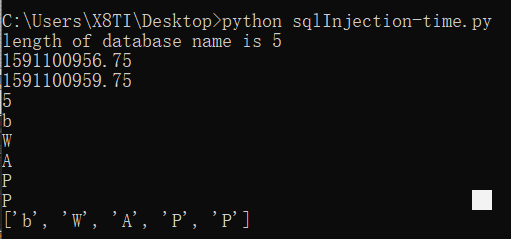 C:\Users\X8TI\Desktop>python sqlInjection-time.py
length of database name is 5
1591100956.75
1591100959.75
5
b
W
A
P
P
['b', 'W', 'A', 'P', 'P']